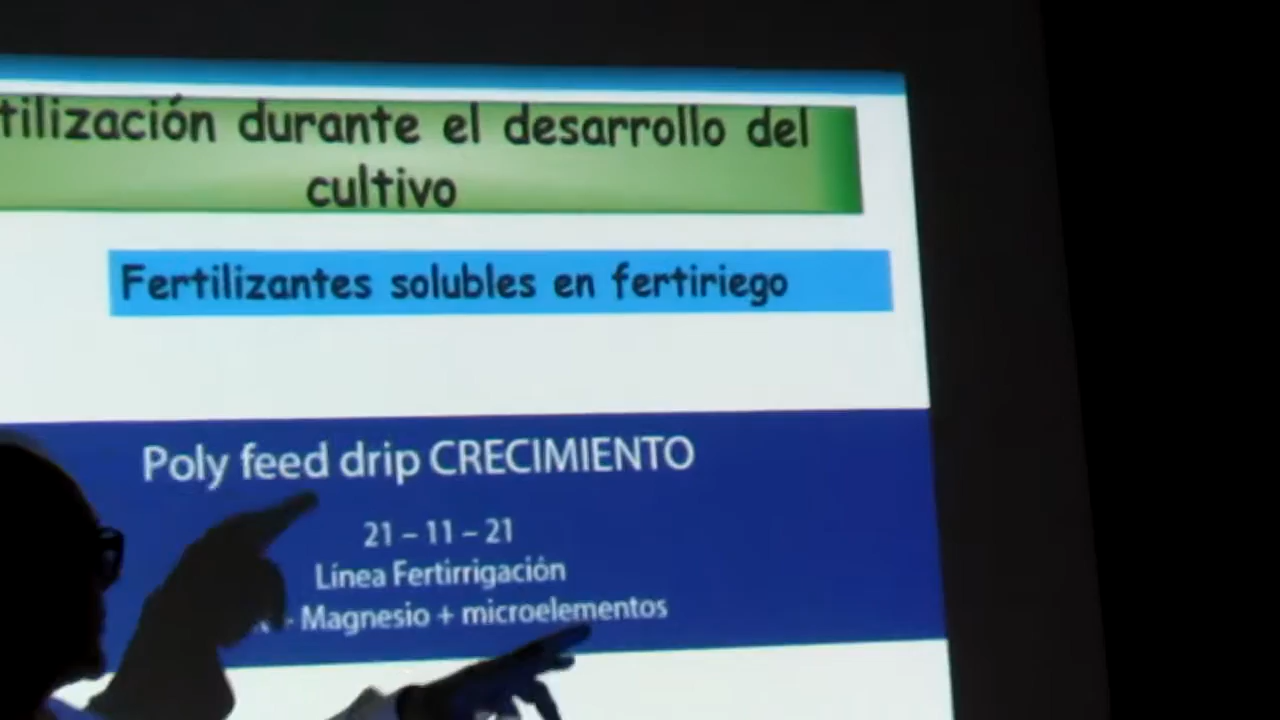 tilización durante el desarrollo del
cultivo
Fertilizantes solubles en fertiriego
Poly feed drip CRECIMIENTO
21 – 11 – 21
Línea Fertirrigación
Magnesio + microelementos